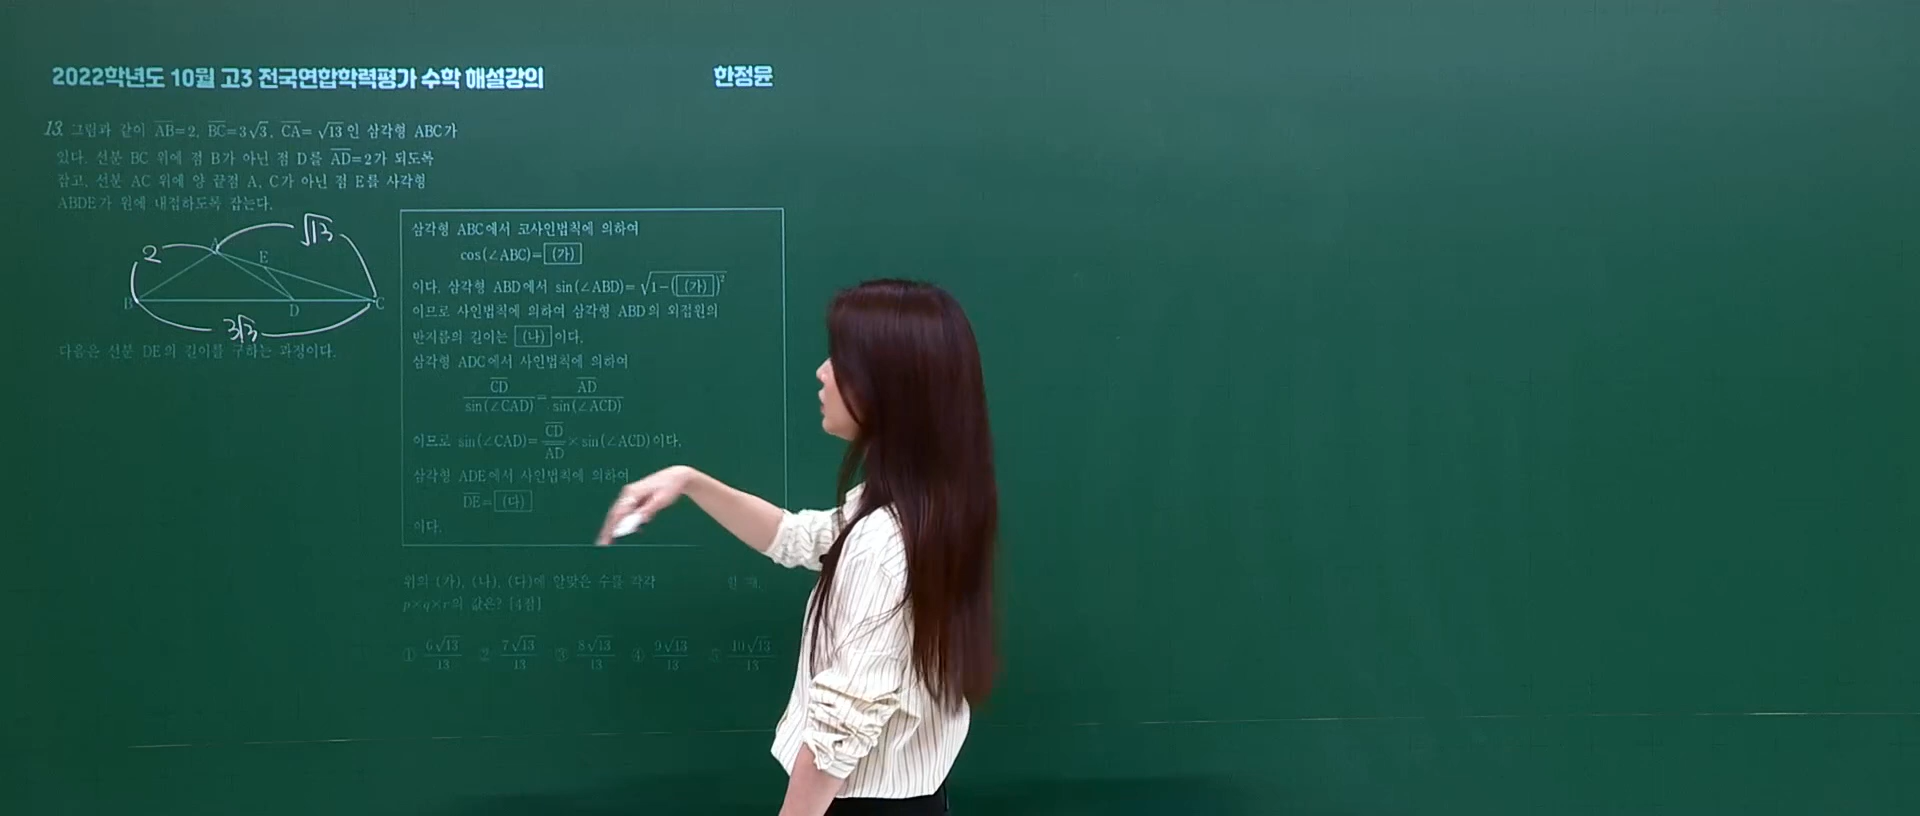 2022학년도 10월 고3 전국연합학력평가 수학 해설강의
한정윤
13. 그림과 같이 AB=2, BC=3√3, CA=√13인 삼각형 ABC가
있다. 선분 BC 위에 점 B가 아닌 점 D를 AD=2가 되도록
잡고, 선분 AC 위에 양 끝점 A, C가 아닌 점 E를 사각형
ABDE가 원에 내접하도록 잡는다.
√13
2
A
E
B
D
C
3√3
다음은 선분 DE의 길이를 구하는 과정이다.
삼각형 ABC에서 코사인법칙에 의하여
cos(∠ABC)=(가)
이다. 삼각형 ABD에서 sin(∠ABD)=√1-((가))²
이므로 사인법칙에 의하여 삼각형 ABD의 외접원의
반지름의 길이는 (나)이다.
삼각형 ADC에서 사인법칙에 의하여
CD/sin(∠CAD)=AD/sin(∠ACD)
이므로 sin(∠CAD)=CD/AD×sin(∠ACD)이다.
삼각형 ADE에서 사인법칙에 의하여
DE=(다)
이다.
위의 (가), (나), (다)에 알맞은 수를 각각 할 때,
p×q×r의 값은? [4점]
① 6√13/13 ② 7√13/13 ③ 8√13/13 ④ 9√13/13 ⑤ 10√13/13